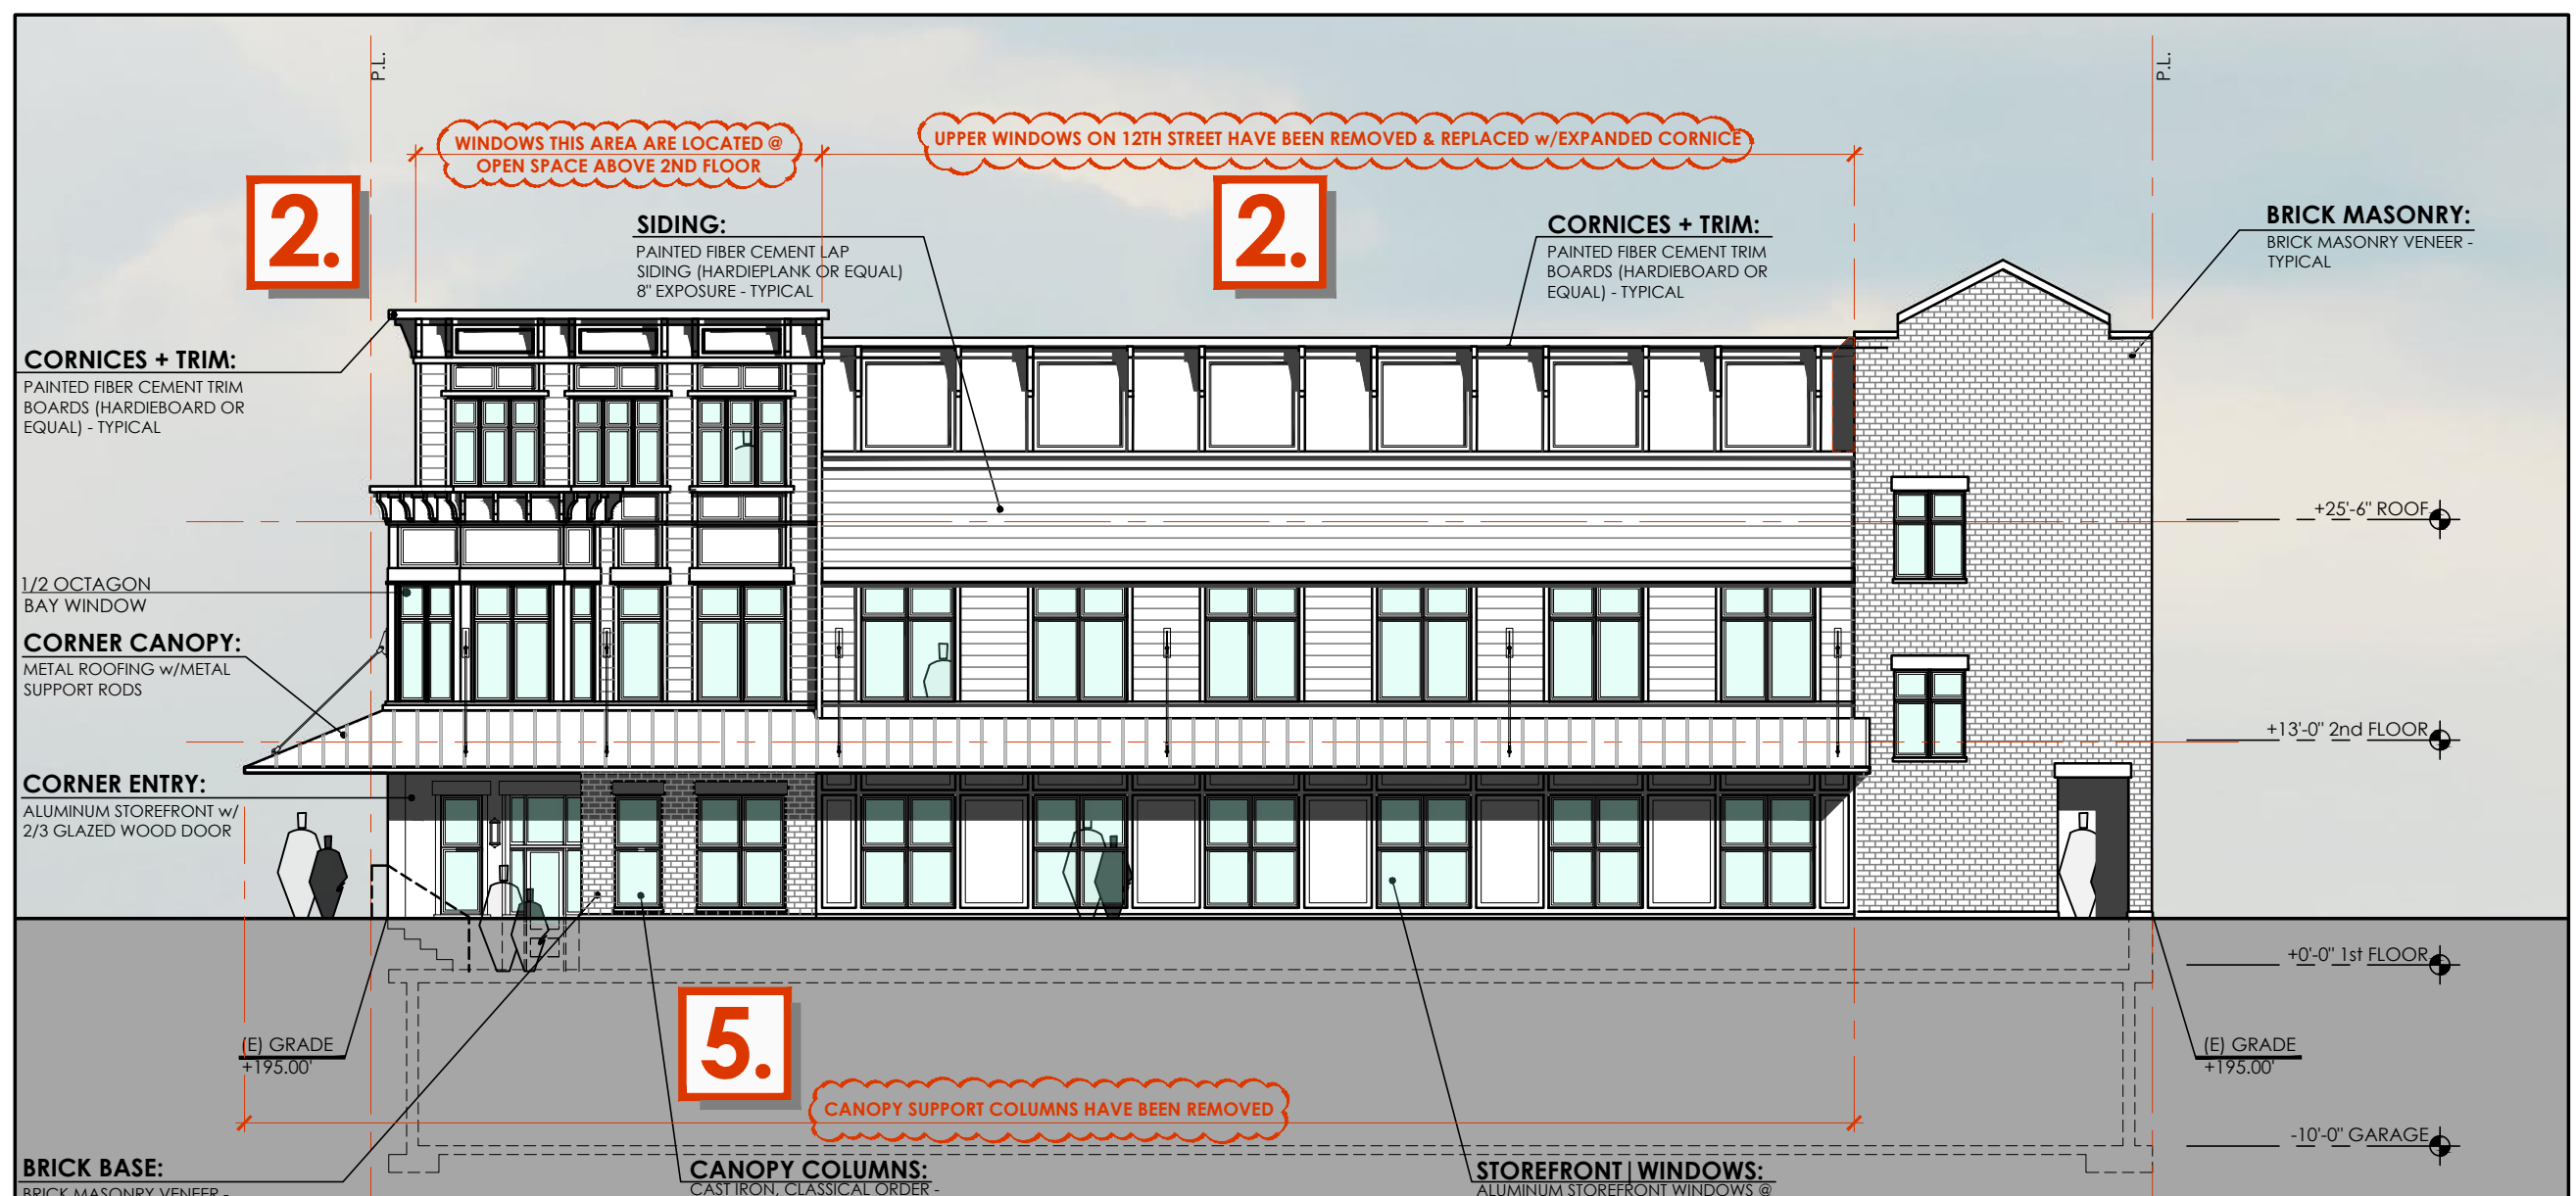 P.L.
P.L.
WINDOWS THIS AREA ARE LOCATED @
OPEN SPACE ABOVE 2ND FLOOR
UPPER WINDOWS ON 12TH STREET HAVE BEEN REMOVED & REPLACED w/EXPANDED CORNICE
2.
2.
SIDING:
PAINTED FIBER CEMENT LAP
SIDING (HARDIEPLANK OR EQUAL)
8" EXPOSURE - TYPICAL
CORNICES + TRIM:
PAINTED FIBER CEMENT TRIM
BOARDS (HARDIEBOARD OR
EQUAL) - TYPICAL
BRICK MASONRY:
BRICK MASONRY VENEER -
TYPICAL
CORNICES + TRIM:
PAINTED FIBER CEMENT TRIM
BOARDS (HARDIEBOARD OR
EQUAL) - TYPICAL
+25'-6" ROOF
1/2 OCTAGON
BAY WINDOW
CORNER CANOPY:
METAL ROOFING w/METAL
SUPPORT RODS
+13'-0" 2nd FLOOR
CORNER ENTRY:
ALUMINUM STOREFRONT w/
2/3 GLAZED WOOD DOOR
+0'-0" 1st FLOOR
5.
(E) GRADE
+195.00'
(E) GRADE
+195.00'
CANOPY SUPPORT COLUMNS HAVE BEEN REMOVED
-10'-0" GARAGE
BRICK BASE:
BRICK MASONRY VENEER -
CANOPY COLUMNS:
CAST IRON, CLASSICAL ORDER -
STOREFRONT|WINDOWS:
ALUMINUM STOREFRONT WINDOWS @